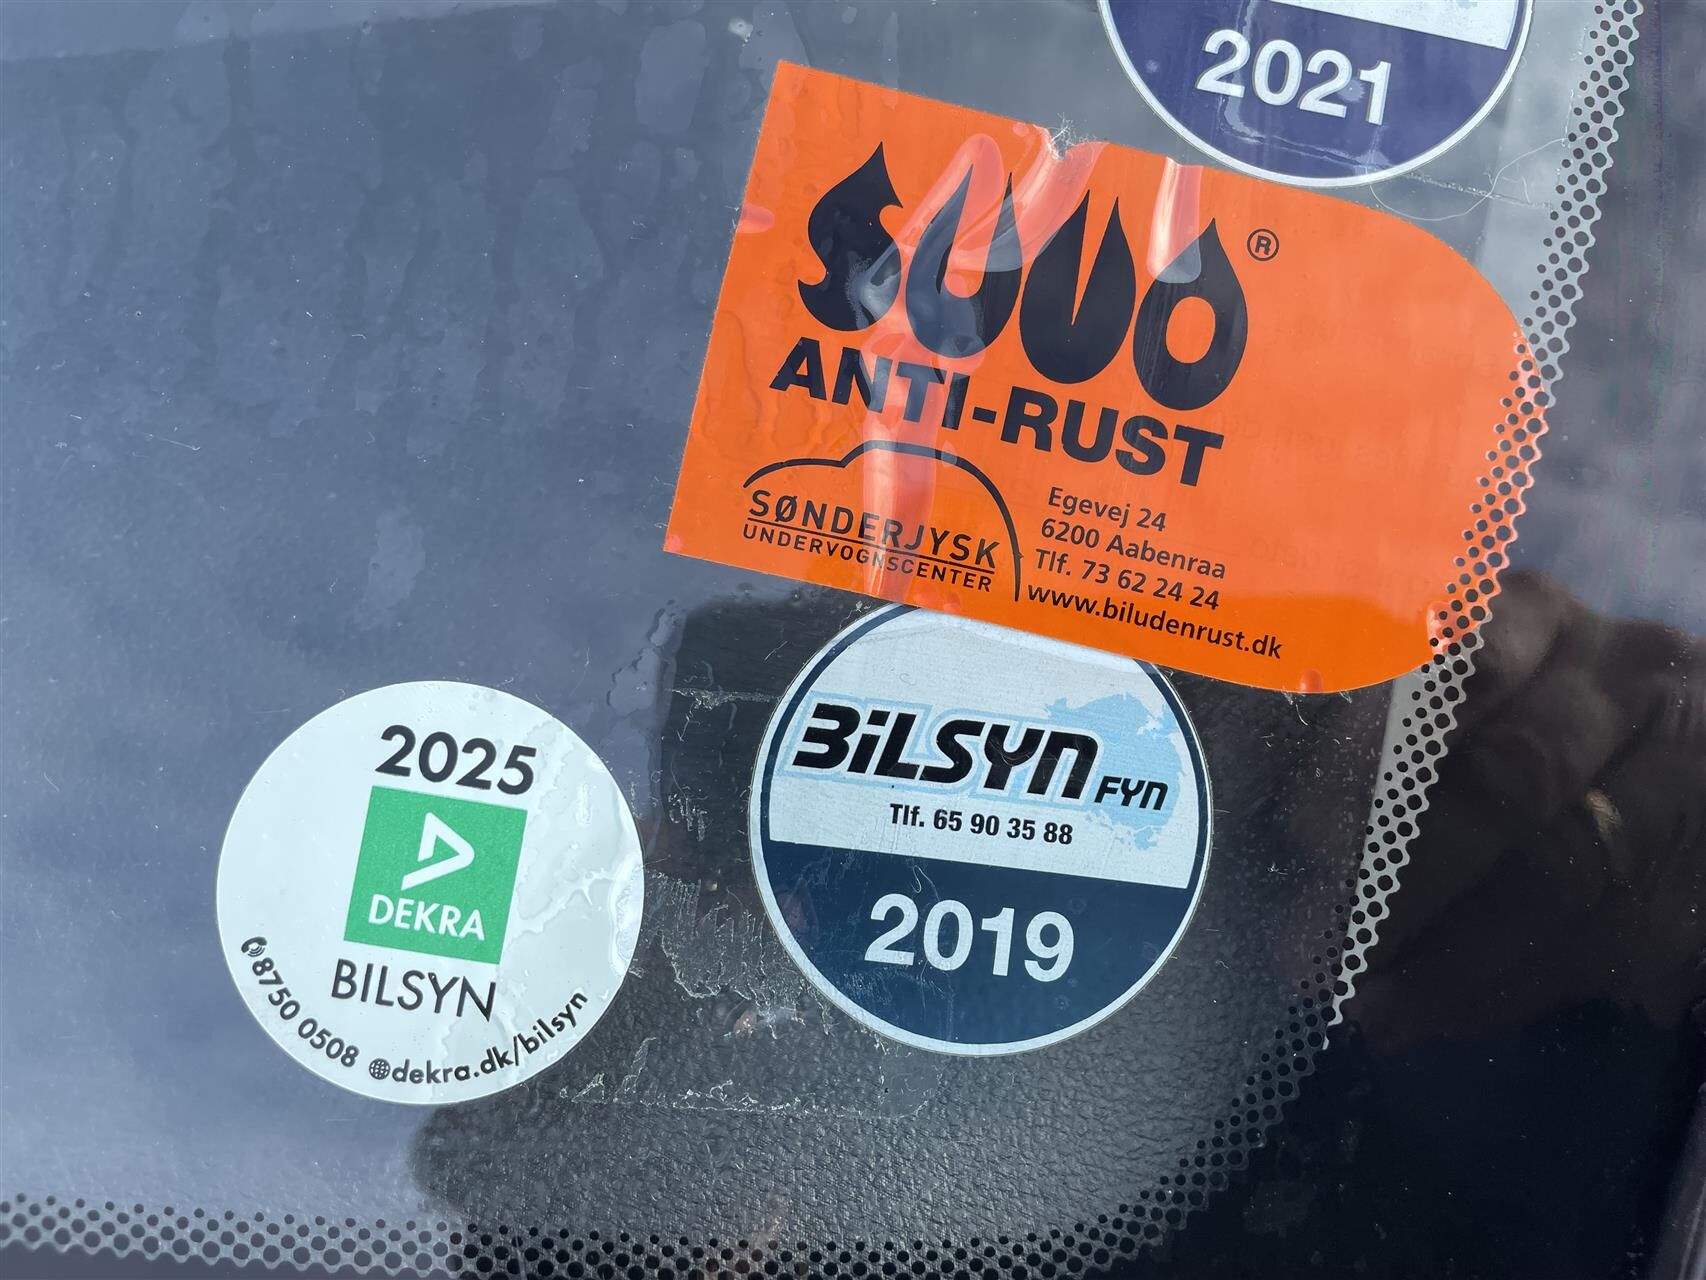 2021
SUVO®
ANTI-RUST
SØNDERJYSK
UNDERVOGNSCENTER
Egevej 24
6200 Aabenraa
Tlf. 73 62 24 24
www.biludenrust.dk
BiLSYN FYN
Tlf. 65 90 35 88
2019
2025
DEKRA
BILSYN
8750 0508 dekra.dk/bilsyn